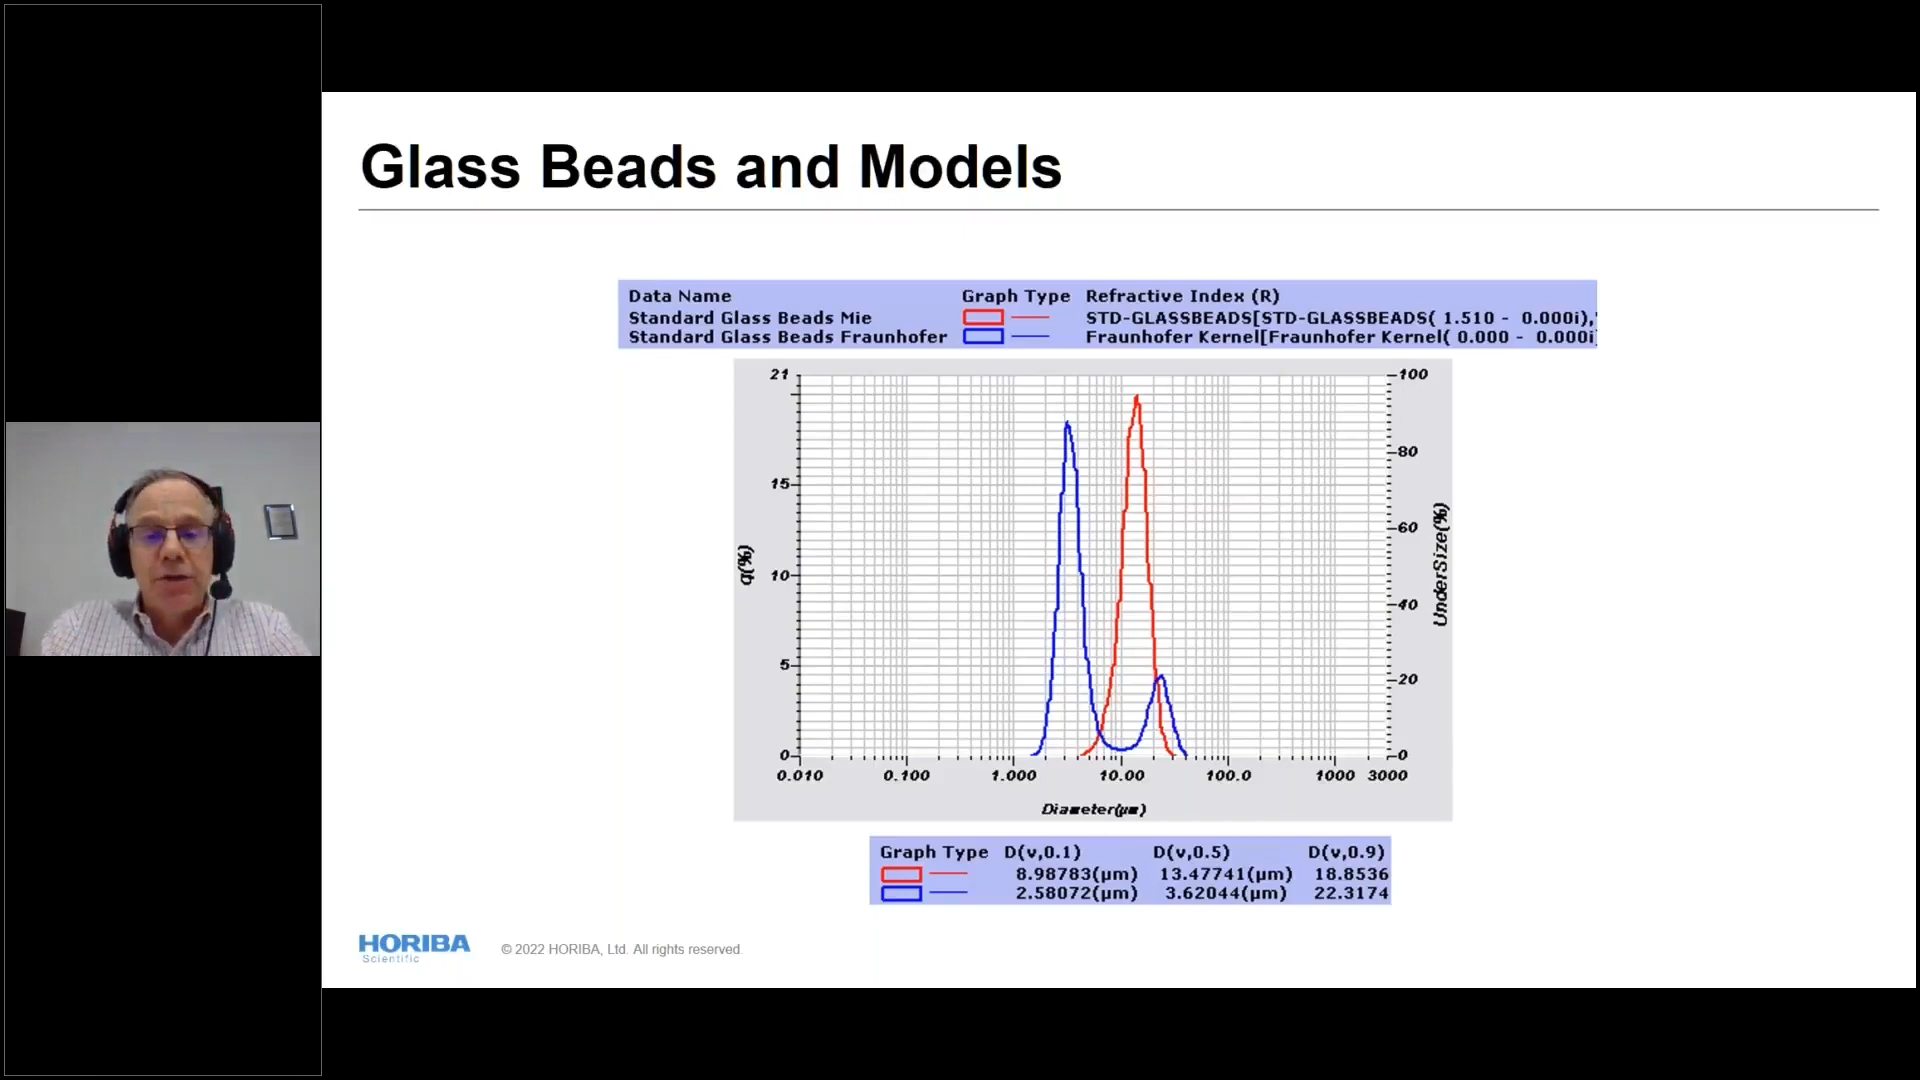 Glass Beads and Models
Data Name Graph Type Refractive Index (R)
Standard Glass Beads Mie STD-GLASSBEADS[STD-GLASSBEADS( 1.510 - 0.000i),'
Standard Glass Beads Fraunhofer Fraunhofer Kernel[Fraunhofer Kernel( 0.000 - 0.000i
21
15
10
5
0
q(%)
100
80
60
40
20
0
UnderSize(%)
0.010 0.100 1.000 10.00 100.0 1000 3000
Diameter(µm)
Graph Type D(v,0.1) D(v,0.5) D(v,0.9)
8.98783(µm) 13.47741(µm) 18.8536
2.58072(µm) 3.62044(µm) 22.3174
HORIBA
Scientific
© 2022 HORIBA, Ltd. All rights reserved.